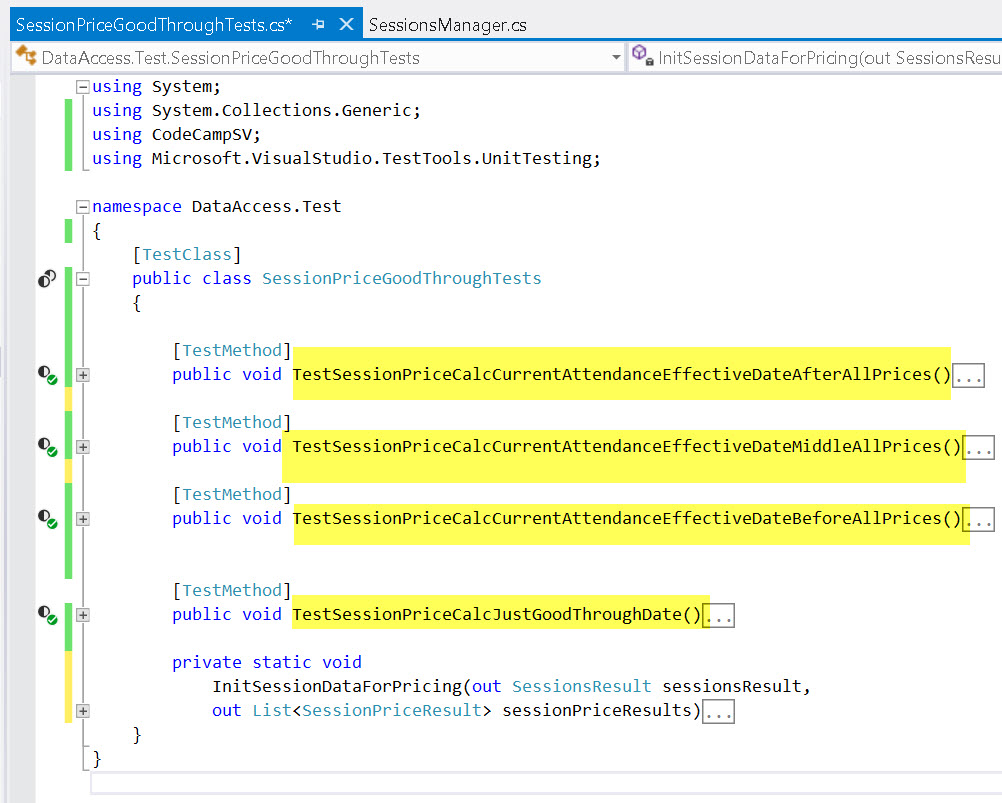 SessionPriceGoodThroughTests.cs* SessionsManager.cs
DataAccess.Test.SessionPriceGoodThroughTests InitSessionDataForPricing(out SessionsResu
using System;
using System.Collections.Generic;
using CodeCampSV;
using Microsoft.VisualStudio.TestTools.UnitTesting;
namespace DataAccess.Test
{
[TestClass]
public class SessionPriceGoodThroughTests
{
[TestMethod]
public void TestSessionPriceCalcCurrentAttendanceEffectiveDateAfterAllPrices()...
[TestMethod]
public void TestSessionPriceCalcCurrentAttendanceEffectiveDateMiddleAllPrices()...
[TestMethod]
public void TestSessionPriceCalcCurrentAttendanceEffectiveDateBeforeAllPrices()...
[TestMethod]
public void TestSessionPriceCalcJustGoodThroughDate()...
private static void
InitSessionDataForPricing(out SessionsResult sessionsResult,
out List<SessionPriceResult> sessionPriceResults)...
}
}